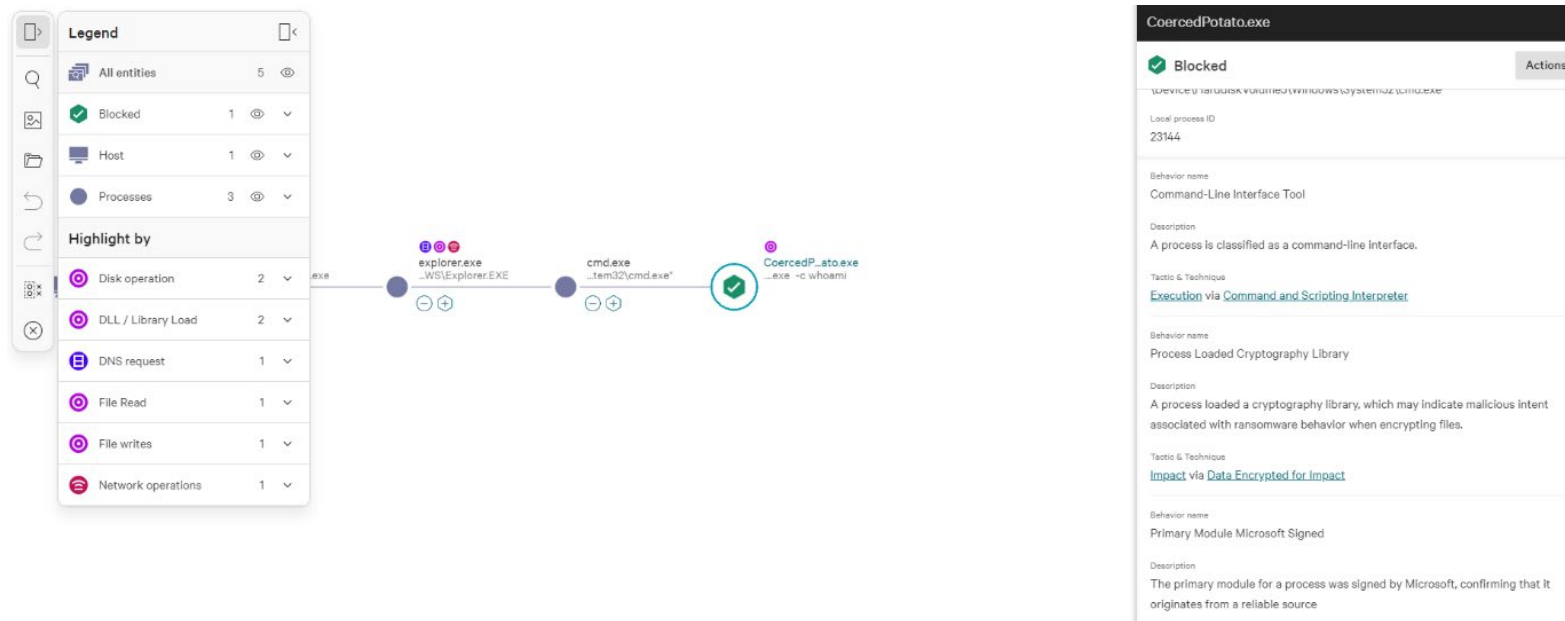 Legend
All entities 5
Blocked 1
Host 1
Processes 3
Highlight by
Disk operation 2
DLL / Library Load 2
DNS request 1
File Read 1
File writes 1
Network operations 1
.exe
explorer.exe
...WS\Explorer.EXE
cmd.exe
...tem32\cmd.exe"
CoercedP...ato.exe
...exe -c whoami
CoercedPotato.exe
Blocked
Actions
Local process ID
23144
Behavior name
Command-Line Interface Tool
Description
A process is classified as a command-line interface.
Tactic & Technique
Execution via Command and Scripting Interpreter
Behavior name
Process Loaded Cryptography Library
Description
A process loaded a cryptography library, which may indicate malicious intent
associated with ransomware behavior when encrypting files.
Tactic & Technique
Impact via Data Encrypted for Impact
Behavior name
Primary Module Microsoft Signed
Description
The primary module for a process was signed by Microsoft, confirming that it
originates from a reliable source